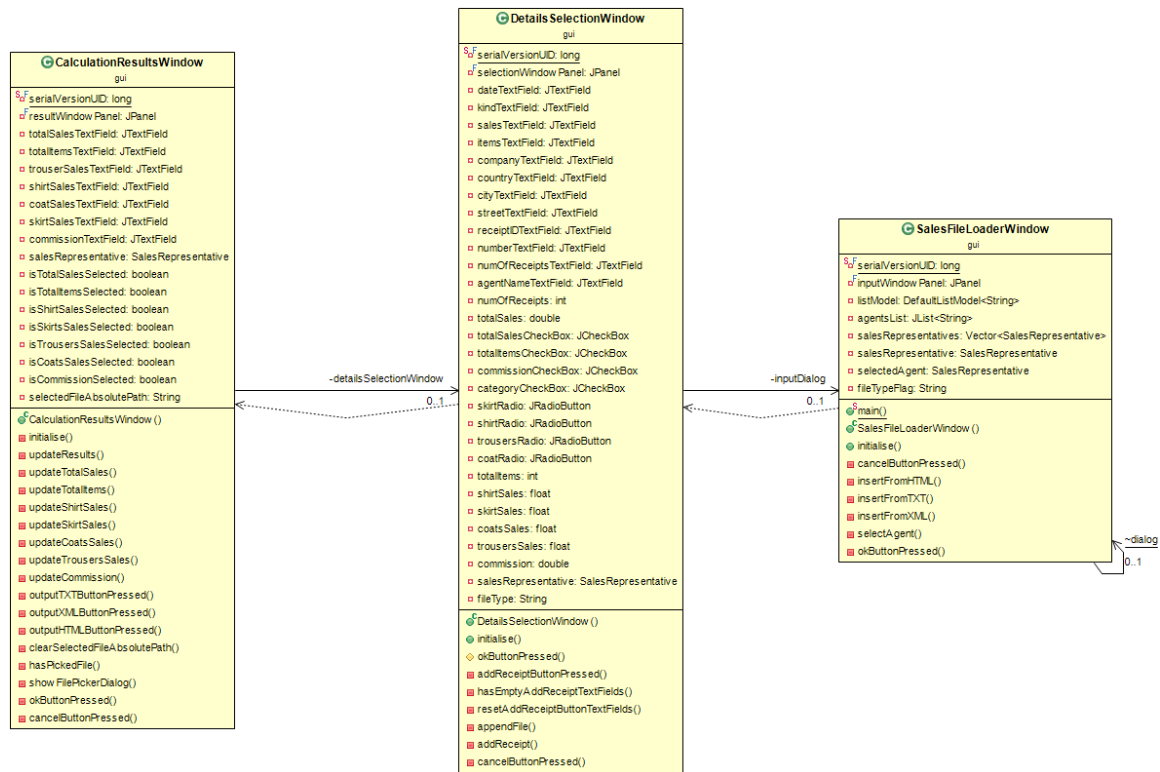 CalculationResultsWindow
gui
serialVersionUID: long
resultWindowPanel: JPanel
totalSalesTextField: JTextField
totalItemsTextField: JTextField
trouserSalesTextField: JTextField
shirtSalesTextField: JTextField
coatSalesTextField: JTextField
skirtSalesTextField: JTextField
commissionTextField: JTextField
salesRepresentative: SalesRepresentative
isTotalSalesSelected: boolean
isTotalItemsSelected: boolean
isShirtSalesSelected: boolean
isSkirtsSalesSelected: boolean
isTrousersSalesSelected: boolean
isCoatsSalesSelected: boolean
isCommissionSelected: boolean
selectedFileAbsolutePath: String
CalculationResultsWindow()
initialise()
updateResults()
updateTotalSales()
updateTotalItems()
updateShirtSales()
updateSkirtSales()
updateCoatsSales()
updateTrousersSales()
updateCommission()
outputTXTButtonPressed()
outputXMLButtonPressed()
outputHTMLButtonPressed()
clearSelectedFileAbsolutePath()
hasPickedFile()
showFilePickerDialog()
okButtonPressed()
cancelButtonPressed()
-detailsSelectionWindow
0..1
DetailsSelectionWindow
gui
serialVersionUID: long
selectionWindowPanel: JPanel
dateTextField: JTextField
kindTextField: JTextField
salesTextField: JTextField
itemsTextField: JTextField
companyTextField: JTextField
countryTextField: JTextField
cityTextField: JTextField
streetTextField: JTextField
receiptIDTextField: JTextField
numberTextField: JTextField
numOfReceiptsTextField: JTextField
agentNameTextField: JTextField
numOfReceipts: int
totalSales: double
totalSalesCheckBox: JCheckBox
totalItemsCheckBox: JCheckBox
commissionCheckBox: JCheckBox
categoryCheckBox: JCheckBox
skirtRadio: JRadioButton
shirtRadio: JRadioButton
trousersRadio: JRadioButton
coatRadio: JRadioButton
totalItems: int
shirtSales: float
skirtSales: float
coatsSales: float
trousersSales: float
commission: double
salesRepresentative: SalesRepresentative
fileType: String
DetailsSelectionWindow()
initialise()
okButtonPressed()
addReceiptButtonPressed()
hasEmptyAddReceiptTextFields()
resetAddReceiptButtonTextFields()
appendFile()
addReceipt()
cancelButtonPressed()
-inputDialog
0..1
SalesFileLoaderWindow
gui
serialVersionUID: long
inputWindowPanel: JPanel
listModel: DefaultListModel<String>
agentsList: JList<String>
salesRepresentatives: Vector<SalesRepresentative>
salesRepresentative: SalesRepresentative
selectedAgent: SalesRepresentative
fileTypeFlag: String
main()
SalesFileLoaderWindow()
initialise()
cancelButtonPressed()
insertFromHTML()
insertFromTXT()
insertFromXML()
selectAgent()
okButtonPressed()
~dialog
0..1